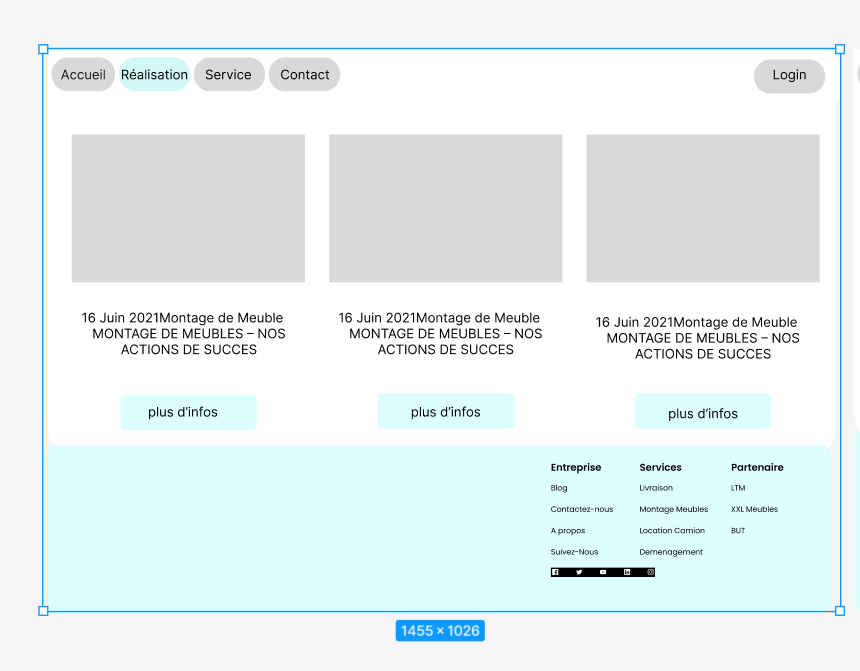 Accueil
Réalisation
Service
Contact
Login
16 Juin 2021Montage de Meuble
MONTAGE DE MEUBLES – NOS
ACTIONS DE SUCCES
16 Juin 2021Montage de Meuble
MONTAGE DE MEUBLES – NOS
ACTIONS DE SUCCES
16 Juin 2021Montage de Meuble
MONTAGE DE MEUBLES – NOS
ACTIONS DE SUCCES
plus d’infos
plus d’infos
plus d’infos
Entreprise
Blog
Contactez-nous
A propos
Suivez-Nous
Services
Livraison
Montage Meubles
Location Camion
Demenagement
Partenaire
LTM
XXL Meubles
BUT
1455 × 1026